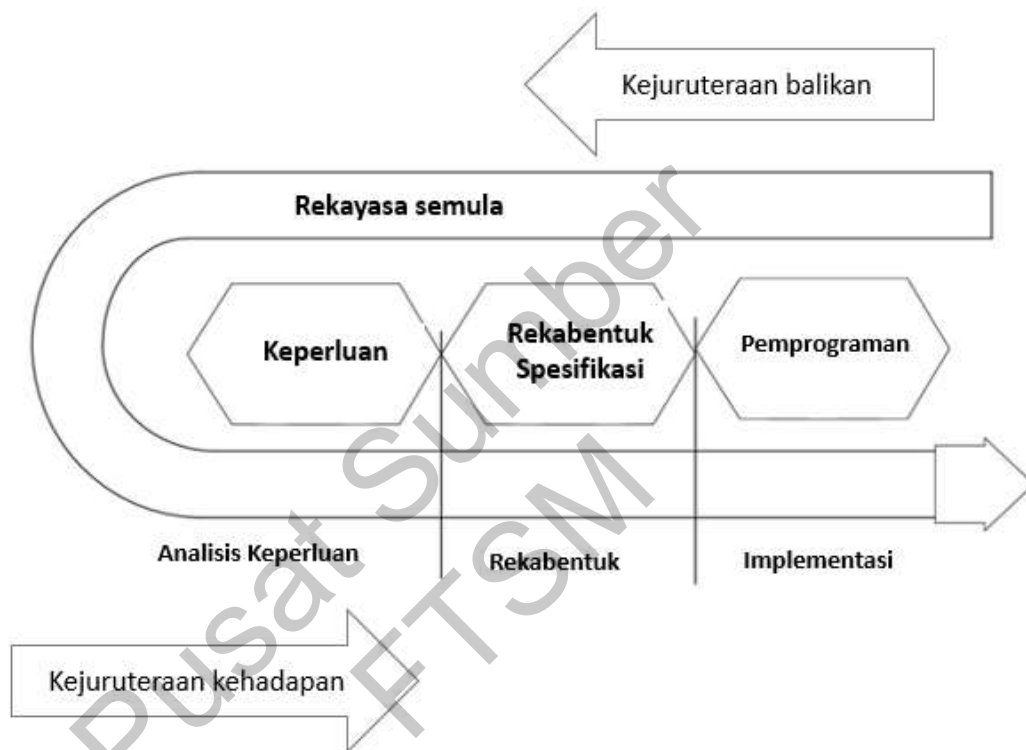 Kejuruteraan balikan
Rekayasa semula
Keperluan
Rekabentuk
Spesifikasi
Pemprograman
Analisis Keperluan
Rekabentuk
Implementasi
Kejuruteraan kehadapan
Pusat Sumber
FTSM